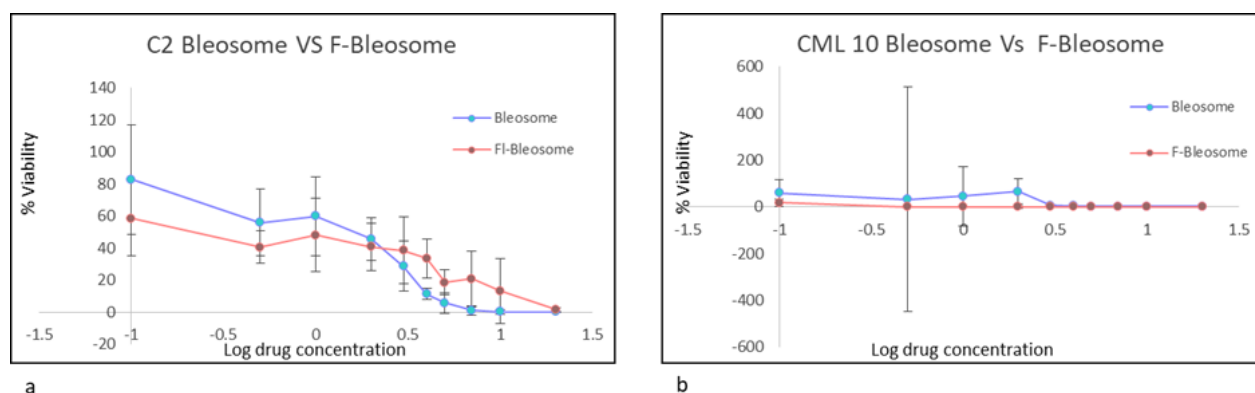 C2 Bleosome VS F-Bleosome
140
120
100
80
60
40
20
0
-20
% Viability
Bleosome
Fl-Bleosome
-1.5
-1
-0.5
0
0.5
1
1.5
Log drug concentration
a
CML 10 Bleosome Vs F-Bleosome
600
400
200
0
-200
-400
-600
% Viability
Bleosome
F-Bleosome
-1.5
-1
-0.5
0
0.5
1
1.5
Log drug concentration
b